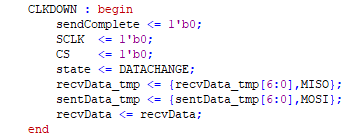 CLKDOWN : begin
sendComplete <= 1'b0;
SCLK <= 1'b0;
CS <= 1'b0;
state <= DATACHANGE;
recvData_tmp <= {recvData_tmp[6:0],MISO};
sentData_tmp <= {sentData_tmp[6:0],MOSI};
recvData <= recvData;
end